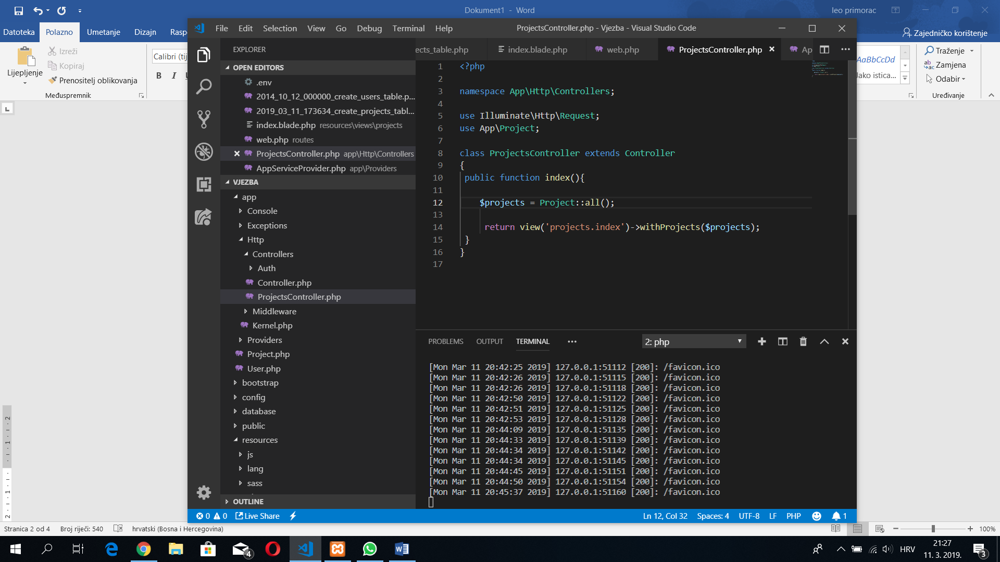 Dokument1 - Word
leo primorac
Datoteka
Polazno
Umetanje
Dizajn
Rasp
Zajedničko korištenje
Lijepljenje
Izreži
Kopiraj
Prenositelj oblikovanja
Međuspremnik
Calibri (tij
B I U
AaBbCcDd
Jako istica...
Traženje
Zamjena
Odabir
Uređivanje
File Edit Selection View Go Debug Terminal Help
ProjectsController.php - Vjezba - Visual Studio Code
EXPLORER
OPEN EDITORS
.env
2014_10_12_000000_create_users_table.p...
2019_03_11_173634_create_projects_tabl...
index.blade.php resources\views\projects
web.php routes
ProjectsController.php app\Http\Controllers
AppServiceProvider.php app\Providers
VJEZBA
app
Console
Exceptions
Http
Controllers
Auth
Controller.php
ProjectsController.php
Middleware
Kernel.php
Providers
Project.php
User.php
bootstrap
config
database
public
resources
js
lang
sass
OUTLINE
ects_table.php
index.blade.php
web.php
ProjectsController.php
Ap
1 <?php
2
3 namespace App\Http\Controllers;
4
5 use Illuminate\Http\Request;
6 use App\Project;
7
8 class ProjectsController extends Controller
9 {
10 public function index(){
11
12 $projects = Project::all();
13
14 return view('projects.index')->withProjects($projects);
15 }
16 }
17
PROBLEMS OUTPUT TERMINAL
2: php
[Mon Mar 11 20:42:25 2019] 127.0.0.1:51112 [200]: /favicon.ico
[Mon Mar 11 20:42:26 2019] 127.0.0.1:51115 [200]: /favicon.ico
[Mon Mar 11 20:42:26 2019] 127.0.0.1:51118 [200]: /favicon.ico
[Mon Mar 11 20:42:50 2019] 127.0.0.1:51122 [200]: /favicon.ico
[Mon Mar 11 20:42:51 2019] 127.0.0.1:51125 [200]: /favicon.ico
[Mon Mar 11 20:42:53 2019] 127.0.0.1:51128 [200]: /favicon.ico
[Mon Mar 11 20:44:09 2019] 127.0.0.1:51135 [200]: /favicon.ico
[Mon Mar 11 20:44:33 2019] 127.0.0.1:51139 [200]: /favicon.ico
[Mon Mar 11 20:44:34 2019] 127.0.0.1:51142 [200]: /favicon.ico
[Mon Mar 11 20:44:34 2019] 127.0.0.1:51145 [200]: /favicon.ico
[Mon Mar 11 20:44:45 2019] 127.0.0.1:51151 [200]: /favicon.ico
[Mon Mar 11 20:44:50 2019] 127.0.0.1:51154 [200]: /favicon.ico
[Mon Mar 11 20:45:37 2019] 127.0.0.1:51160 [200]: /favicon.ico
0 0 Live Share
Ln 12, Col 32 Spaces: 4 UTF-8 LF PHP 1
Stranica 2 od 4 Broj riječi: 540 hrvatski (Bosna i Hercegovina)
100%
4
HRV
21:27
11. 3. 2019.
3